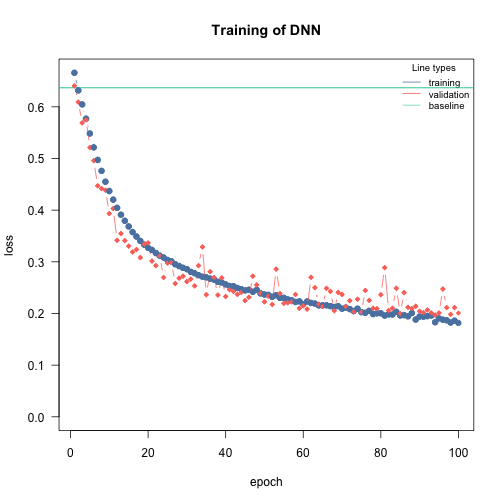 Training of DNN
Line types
training
validation
baseline
loss
0.6
0.5
0.4
0.3
0.2
0.1
0.0
0 20 40 60 80 100
epoch